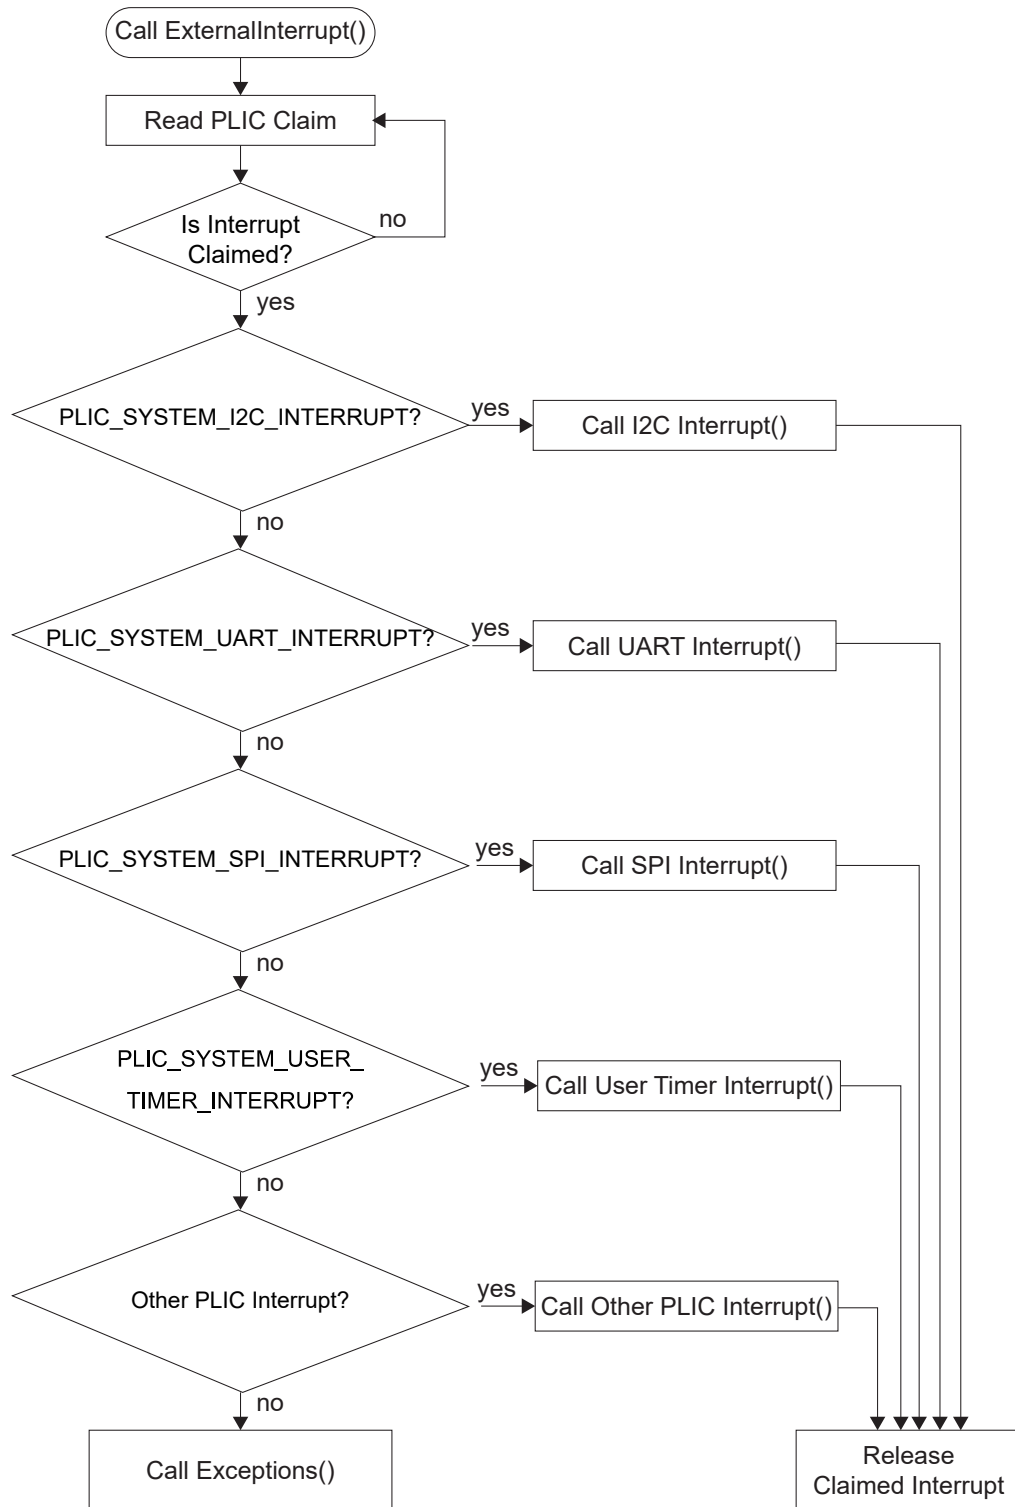 Call ExternalInterrupt()
Read PLIC Claim
Is Interrupt
Claimed?
no
yes
PLIC_SYSTEM_I2C_INTERRUPT?
yes
Call I2C Interrupt()
no
PLIC_SYSTEM_UART_INTERRUPT?
yes
Call UART Interrupt()
no
PLIC_SYSTEM_SPI_INTERRUPT?
yes
Call SPI Interrupt()
no
PLIC_SYSTEM_USER_
TIMER_INTERRUPT?
yes
Call User Timer Interrupt()
no
Other PLIC Interrupt?
yes
Call Other PLIC Interrupt()
no
Call Exceptions()
Release
Claimed Interrupt